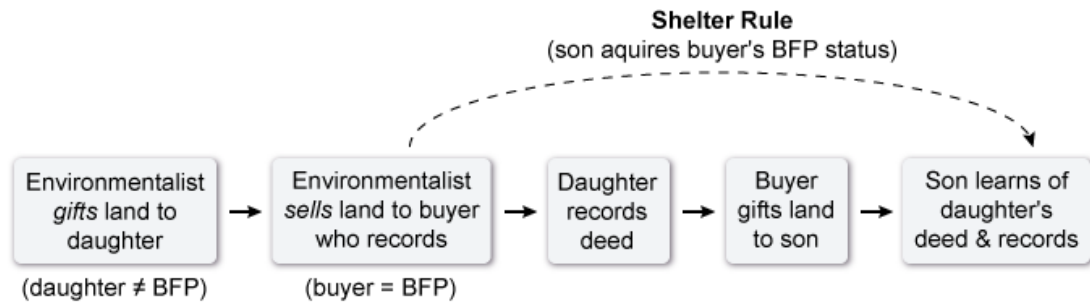 Shelter Rule
(son aquires buyer's BFP status)
Environmentalist
gifts land to
daughter
(daughter ≠ BFP)
Environmentalist
sells land to buyer
who records
(buyer = BFP)
Daughter
records
deed
Buyer
gifts land
to son
Son learns of
daughter's
deed & records